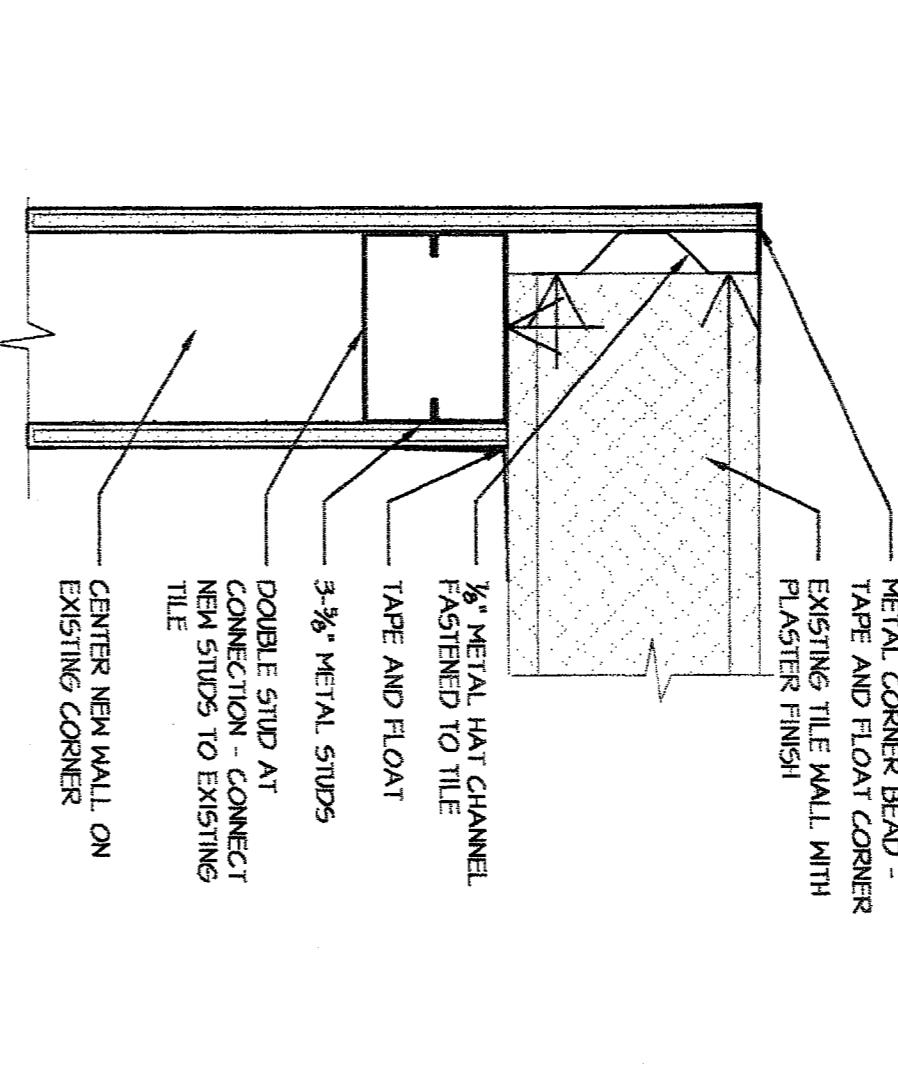 METAL CORNER BEAD -
TAPE AND FLOAT CORNER
EXISTING TILE WALL WITH
PLASTER FINISH
⅞" METAL HAT CHANNEL
FASTENED TO TILE
TAPE AND FLOAT
3-⅝" METAL STUDS
DOUBLE STUD AT
CONNECTION - CONNECT
NEW STUDS TO EXISTING
TILE
CENTER NEW WALL ON
EXISTING CORNER